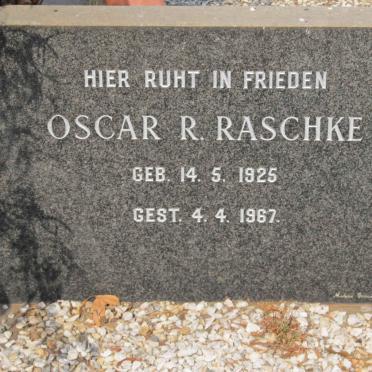 HIER RUHT IN FRIEDEN
OSCAR R. RASCHKE
GEB. 14. 5. 1925
GEST. 4. 4. 1967.